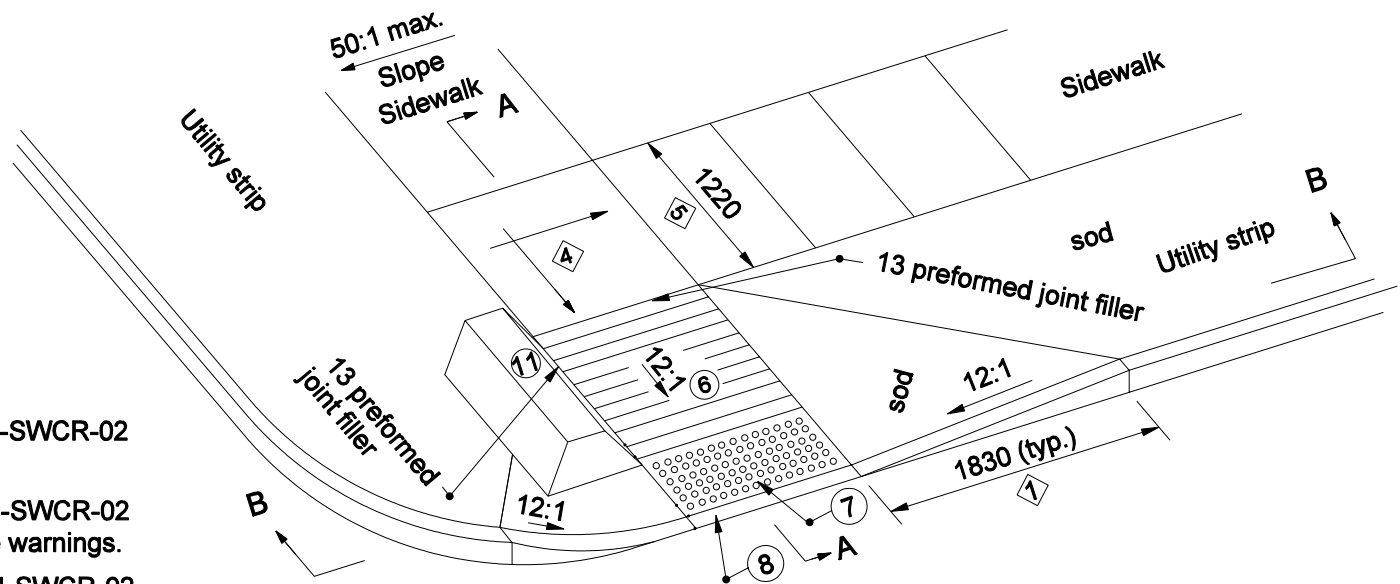 50:1 max.
Slope
Sidewalk
A
Utility strip
Sidewalk
1220
5
4
B
sod
Utility strip
13 preformed joint filler
11
12:1
6
sod
12:1
13 preformed
joint filler
-SWCR-02
1830 (typ.)
1
-SWCR-02
warnings.
B
12:1
7
A
8
-SWCR-02